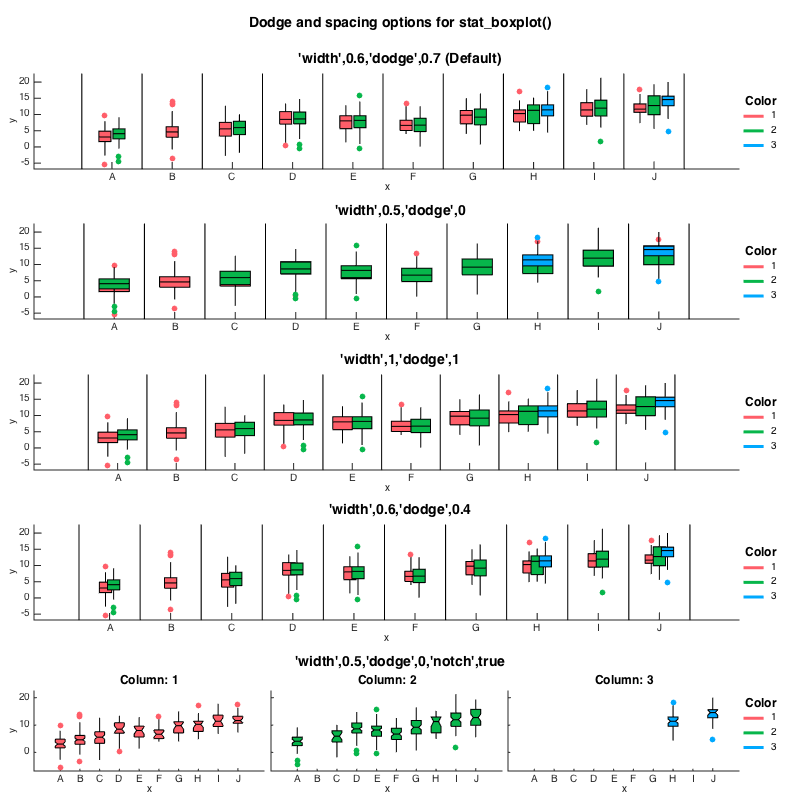 Dodge and spacing options for stat_boxplot()
'width',0.6,'dodge',0.7 (Default)
20
15
10
5
0
-5
y
A B C D E F G H I J
x
Color
1
2
3
'width',0.5,'dodge',0
20
15
10
5
0
-5
y
A B C D E F G H I J
x
Color
1
2
3
'width',1,'dodge',1
20
15
10
5
0
-5
y
A B C D E F G H I J
x
Color
1
2
3
'width',0.6,'dodge',0.4
20
15
10
5
0
-5
y
A B C D E F G H I J
x
Color
1
2
3
'width',0.5,'dodge',0,'notch',true
Column: 1 Column: 2 Column: 3
20
10
0
y
A B C D E F G H I J A B C D E F G H I J A B C D E F G H I J
x x x
Color
1
2
3